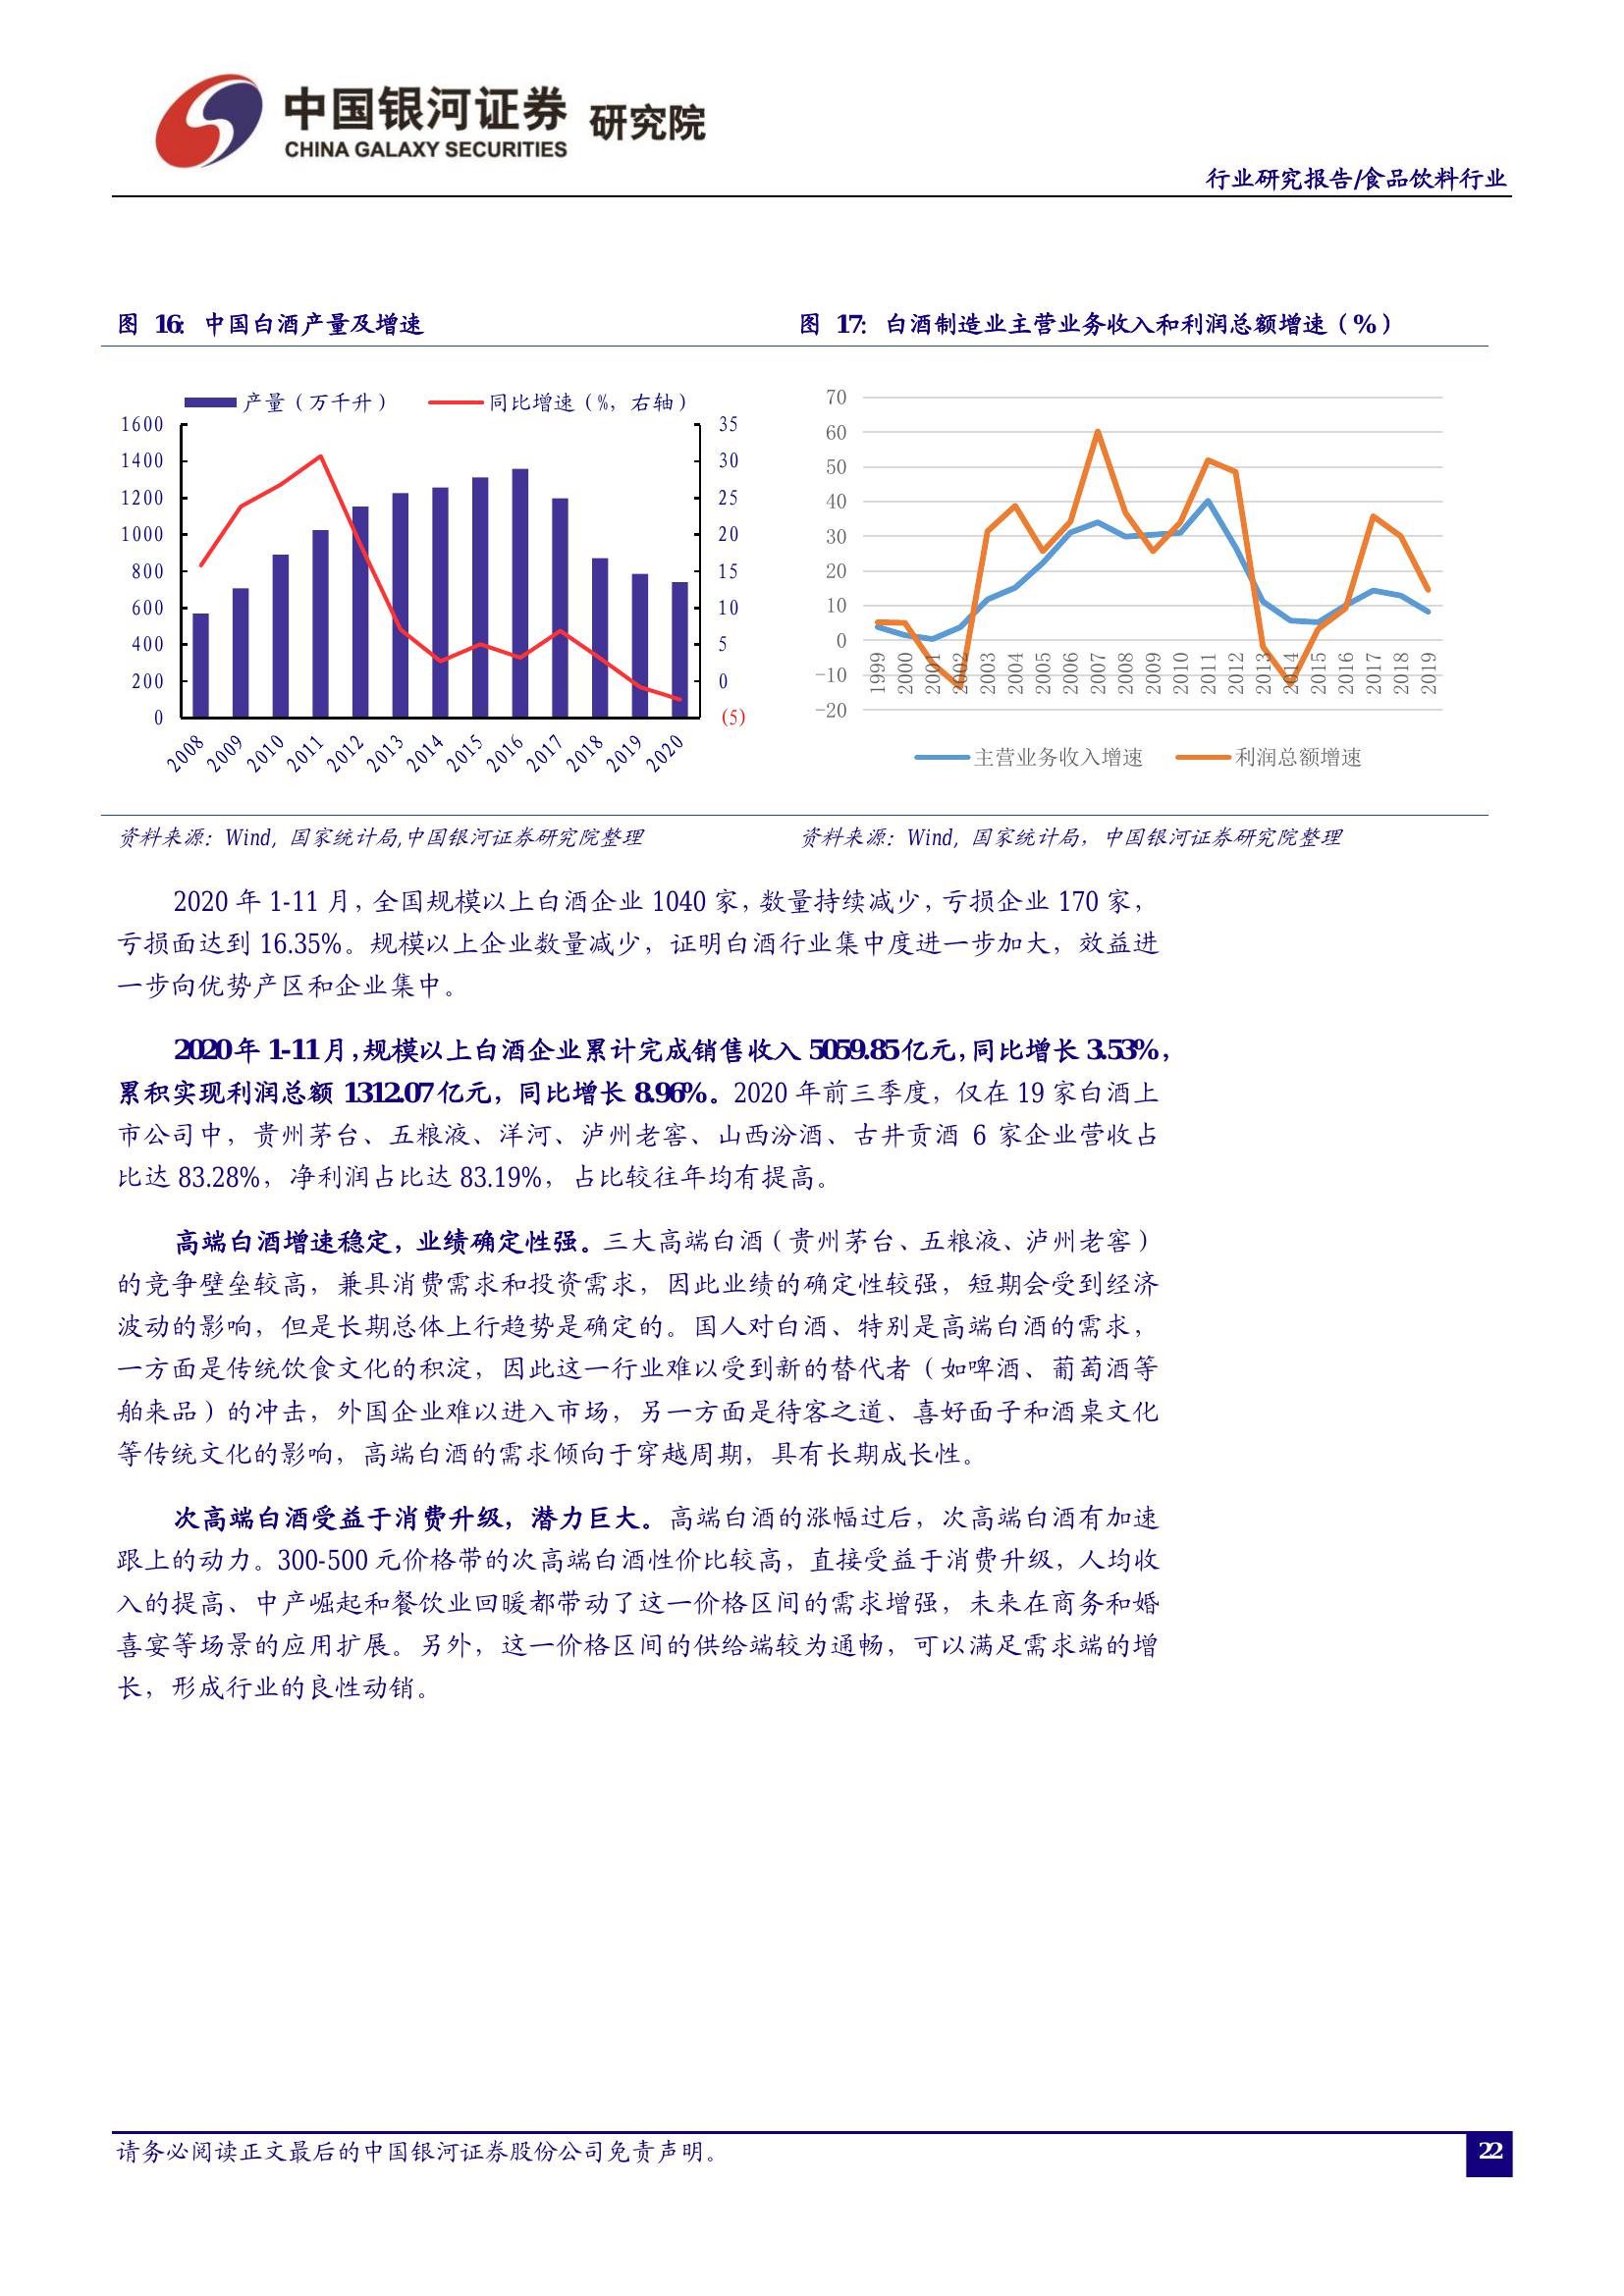 中国银河证券 研究院
CHINA GALAXY SECURITIES
行业研究报告/食品饮料行业
图 16: 中国白酒产量及增速
图 17: 白酒制造业主营业务收入和利润总额增速（%）
产量（万千升） 同比增速（%，右轴）
1600
1400
1200
1000
800
600
400
200
0
35
30
25
20
15
10
5
0
(5)
2008 2009 2010 2011 2012 2013 2014 2015 2016 2017 2018 2019 2020
70
60
50
40
30
20
10
0
-10
-20
1999 2000 2001 2002 2003 2004 2005 2006 2007 2008 2009 2010 2011 2012 2013 2014 2015 2016 2017 2018 2019
主营业务收入增速 利润总额增速
资料来源：Wind，国家统计局,中国银河证券研究院整理
资料来源：Wind，国家统计局，中国银河证券研究院整理
2020 年 1-11 月，全国规模以上白酒企业 1040 家，数量持续减少，亏损企业 170 家，
亏损面达到 16.35%。规模以上企业数量减少，证明白酒行业集中度进一步加大，效益进
一步向优势产区和企业集中。
2020 年 1-11 月，规模以上白酒企业累计完成销售收入 5059.85 亿元，同比增长 3.53%，
累积实现利润总额 1312.07 亿元，同比增长 8.96%。2020 年前三季度，仅在 19 家白酒上
市公司中，贵州茅台、五粮液、洋河、泸州老窖、山西汾酒、古井贡酒 6 家企业营收占
比达 83.28%，净利润占比达 83.19%，占比较往年均有提高。
高端白酒增速稳定，业绩确定性强。三大高端白酒（贵州茅台、五粮液、泸州老窖）
的竞争壁垒较高，兼具消费需求和投资需求，因此业绩的确定性较强，短期会受到经济
波动的影响，但是长期总体上行趋势是确定的。国人对白酒、特别是高端白酒的需求，
一方面是传统饮食文化的积淀，因此这一行业难以受到新的替代者（如啤酒、葡萄酒等
舶来品）的冲击，外国企业难以进入市场，另一方面是待客之道、喜好面子和酒桌文化
等传统文化的影响，高端白酒的需求倾向于穿越周期，具有长期成长性。
次高端白酒受益于消费升级，潜力巨大。高端白酒的涨幅过后，次高端白酒有加速
跟上的动力。300-500 元价格带的次高端白酒性价比较高，直接受益于消费升级，人均收
入的提高、中产崛起和餐饮业回暖都带动了这一价格区间的需求增强，未来在商务和婚
喜宴等场景的应用扩展。另外，这一价格区间的供给端较为通畅，可以满足需求端的增
长，形成行业的良性动销。
请务必阅读正文最后的中国银河证券股份公司免责声明。
22